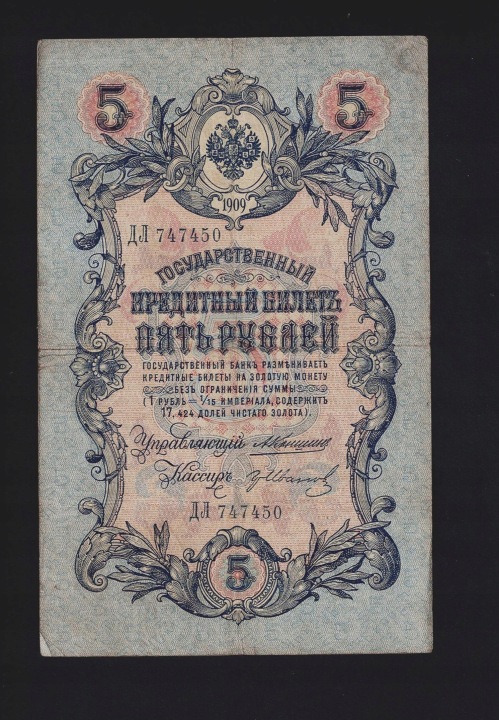 5 5
1909
ДЛ 747450
ГОСУДАРСТВЕННЫЙ
КРЕДИТНЫЙ БИЛЕТЪ
ПЯТЬ РУБЛЕЙ
ГОСУДАРСТВЕННЫЙ БАНКЪ РАЗМѢНИВАЕТЪ
КРЕДИТНЫЕ БИЛЕТЫ НА ЗОЛОТУЮ МОНЕТУ
БЕЗЪ ОГРАНИЧЕНІЯ СУММЫ
(1 РУБЛЬ = 1/15 ИМПЕРІАЛА, СОДЕРЖИТЪ
17,424 ДОЛЕЙ ЧИСТАГО ЗОЛОТА).
Управляющій
Кассиръ
ДЛ 747450
5